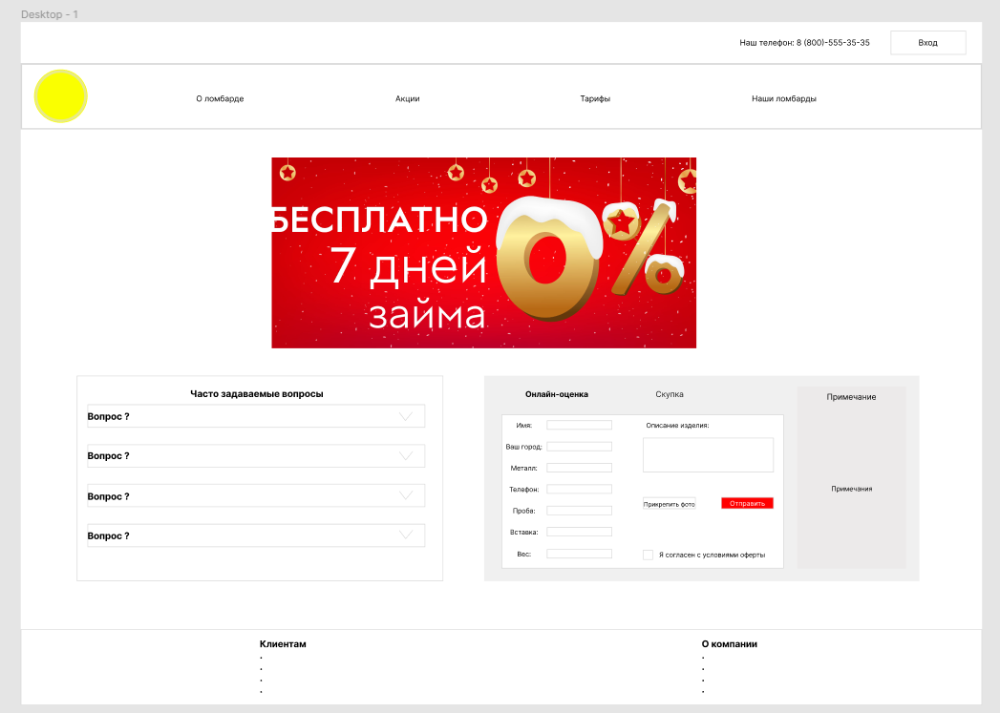 Desktop - 1
Наш телефон: 8 (800)-555-35-35
Вход
О ломбарде
Акции
Тарифы
Наши ломбарды
БЕСПЛАТНО
7 дней
займа
0%
Часто задаваемые вопросы
Вопрос ?
Вопрос ?
Вопрос ?
Вопрос ?
Онлайн-оценка
Скупка
Имя:
Ваш город:
Металл:
Телефон:
Проба:
Вставка:
Вес:
Описание изделия:
Прикрепить фото
Отправить
Я согласен с условиями оферты
Примечание
Примечания
Клиентам
О компании